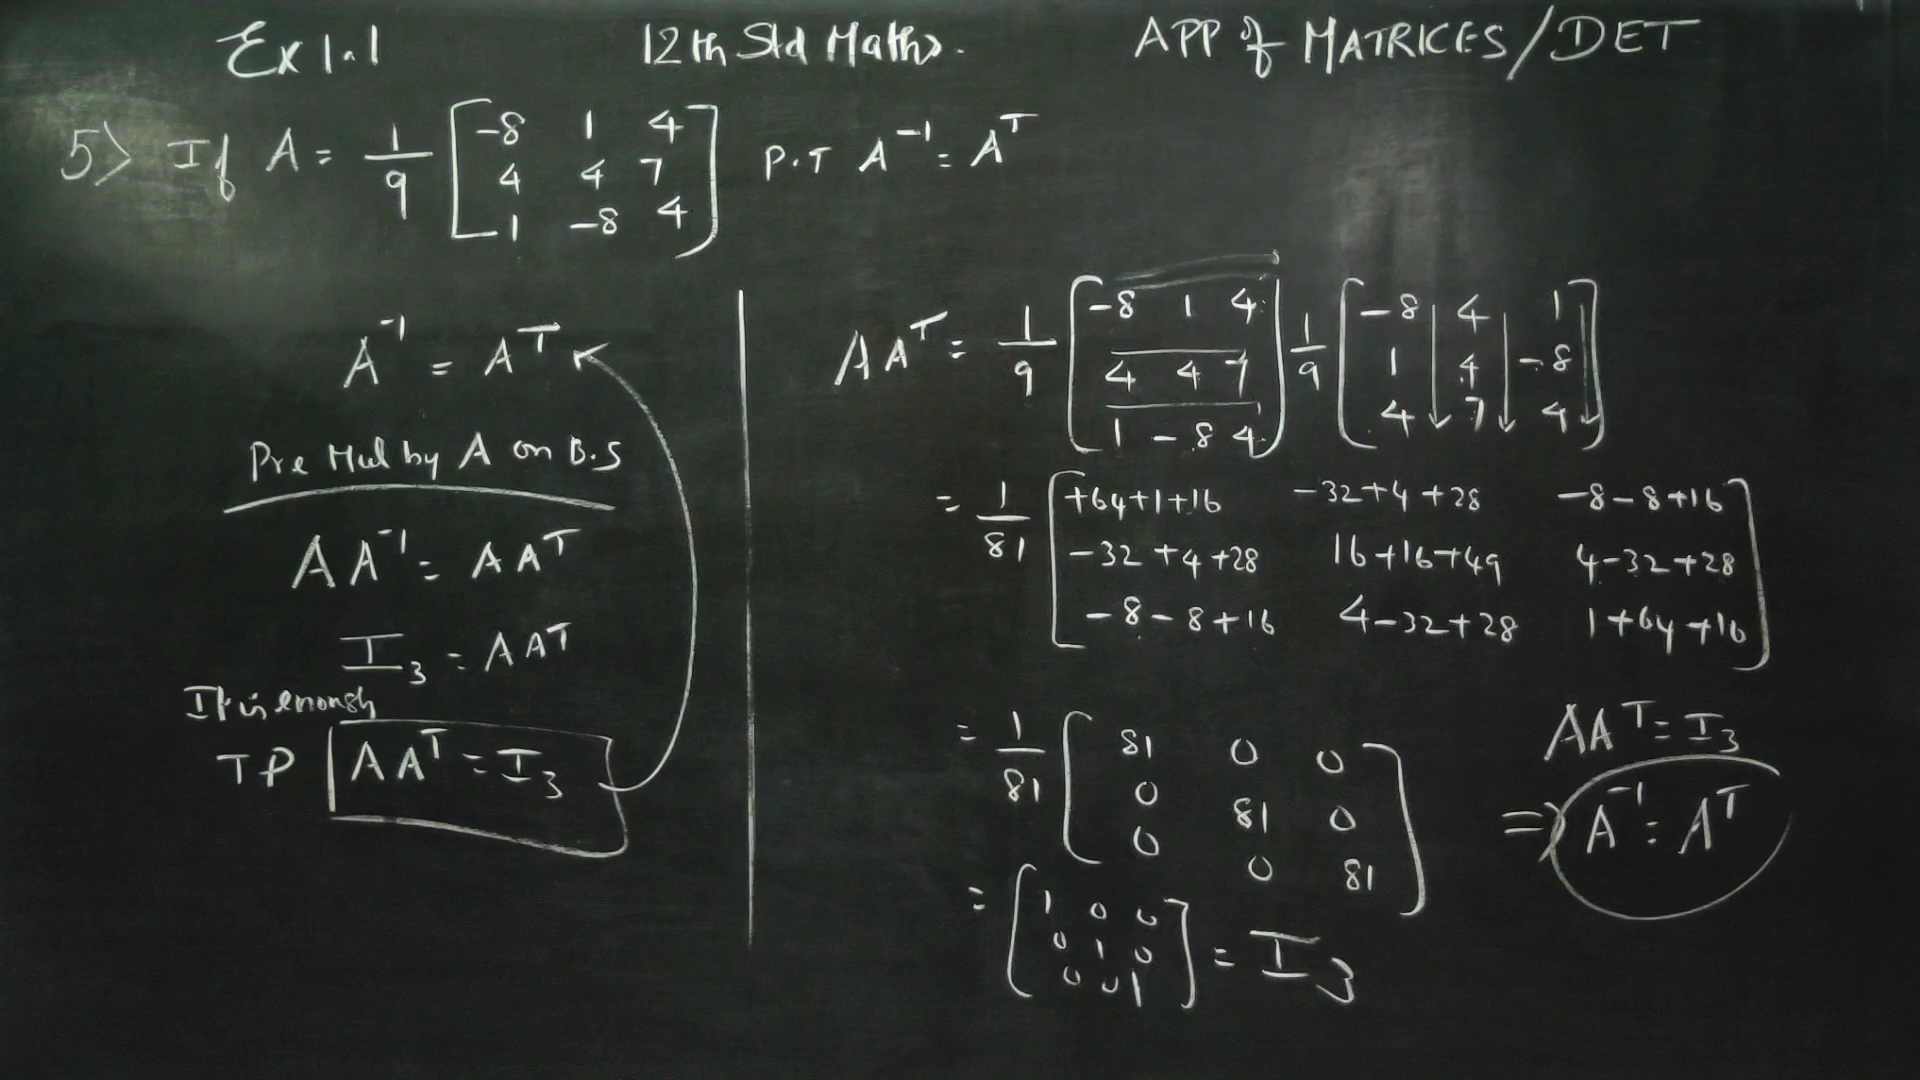 Ex 1.1 12th Std Maths. APP of MATRICES/DET
5) If A = 1/9 [-8 1 4
4 4 7
1 -8 4] P.T A⁻¹ = Aᵀ
A⁻¹ = Aᵀ
Pre Mul by A on B.S
AA⁻¹ = AAᵀ
I₃ = AAᵀ
It is enough
TP AAᵀ = I₃
AAᵀ = 1/9 [-8 1 4
4 4 7
1 -8 4] 1/9 [-8 4 1
1 4 -8
4 7 4]
= 1/81 [+64+1+16 -32+4+28 -8-8+16
-32+4+28 16+16+49 4-32+28
-8-8+16 4-32+28 1+64+16]
= 1/81 [81 0 0
0 81 0
0 0 81]
= [1 0 0
0 1 0
0 0 1] = I₃
AAᵀ = I₃
⇒ A⁻¹ = Aᵀ